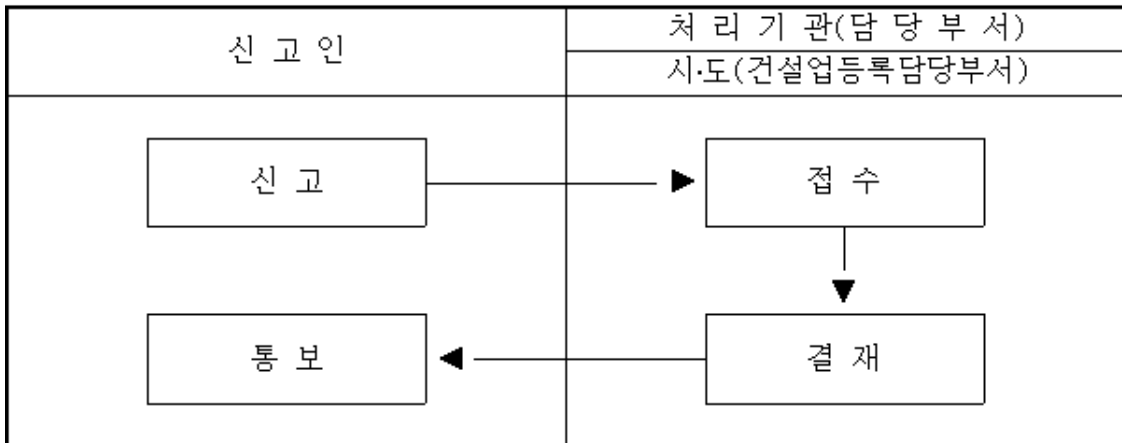 신 고 인
처 리 기 관(담 당 부 서)
시·도(건설업등록담당부서)
신 고
접 수
통 보
결 재